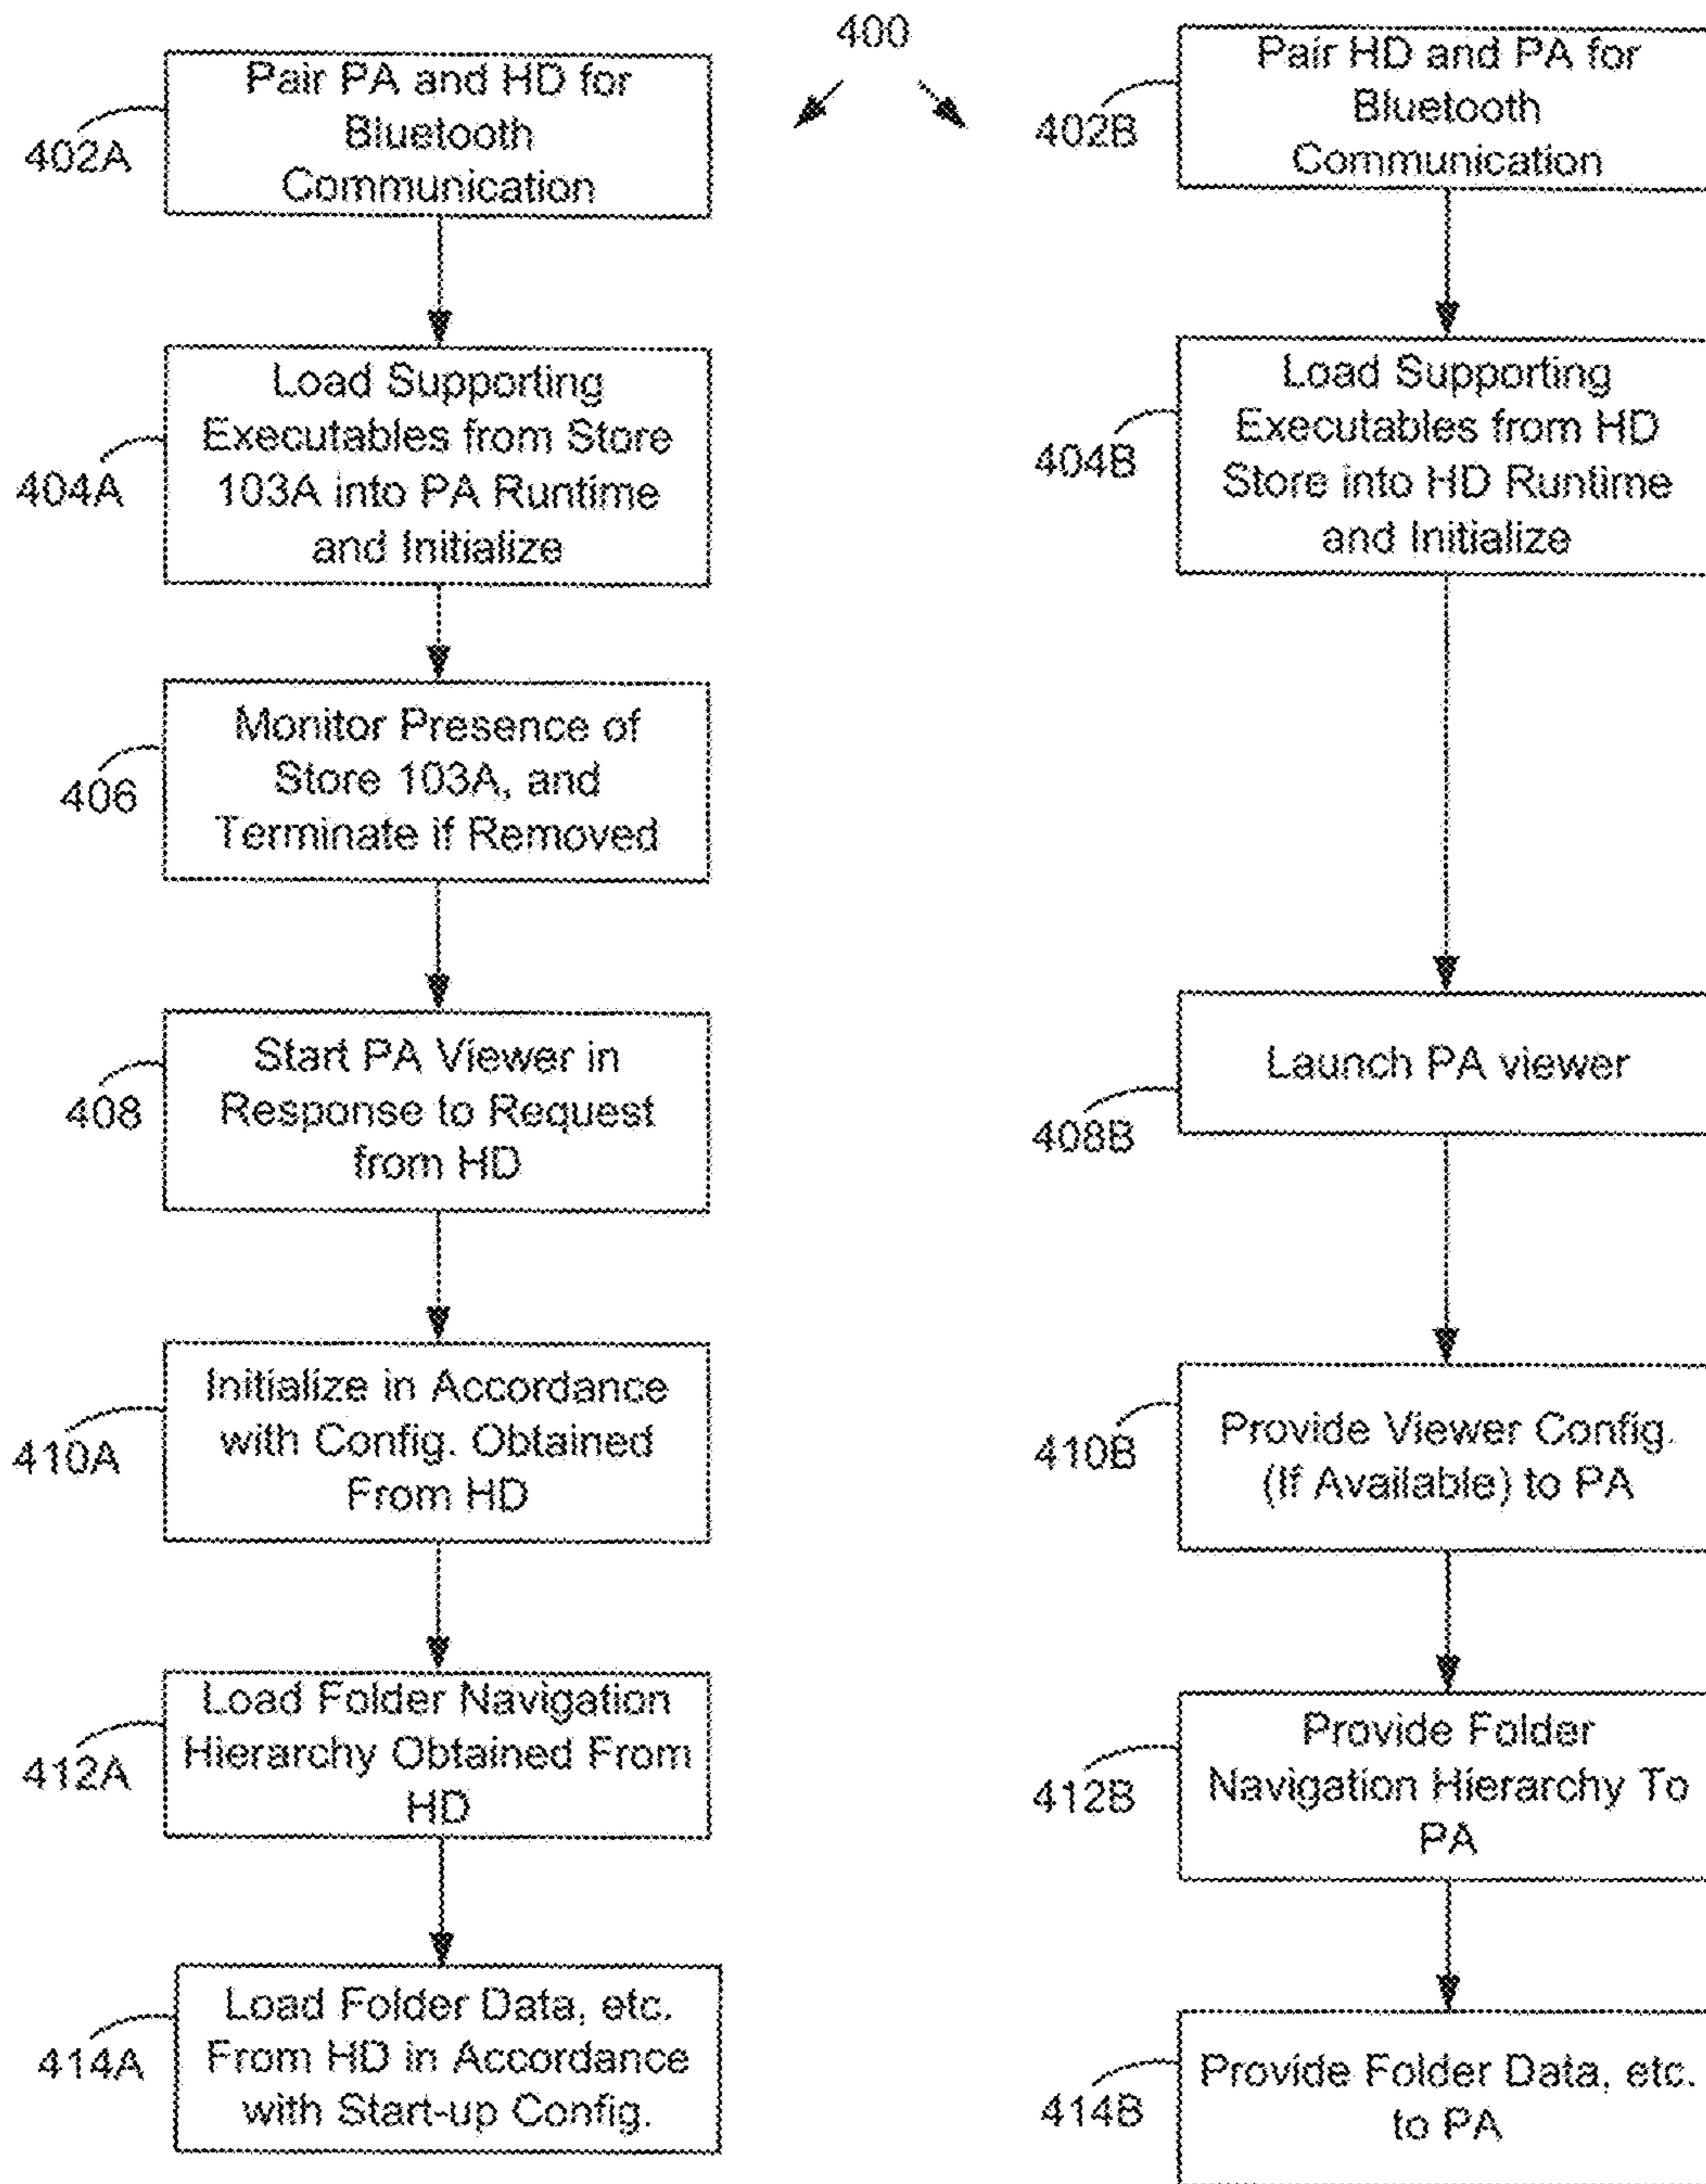 400
Pair PA and HD for
Bluetooth
Communication
402A
Load Supporting
Executables from Store
103A into PA Runtime
and Initialize
404A
Monitor Presence of
Store 103A, and
Terminate if Removed
406
Start PA Viewer in
Response to Request
from HD
408
Initialize in Accordance
with Config. Obtained
From HD
410A
Load Folder Navigation
Hierarchy Obtained From
HD
412A
Load Folder Data, etc.
From HD in Accordance
with Start-up Config.
414A
Pair HD and PA for
Bluetooth
Communication
402B
Load Supporting
Executables from HD
Store into HD Runtime
and Initialize
404B
Launch PA viewer
408B
Provide Viewer Config.
(If Available) to PA
410B
Provide Folder
Navigation Hierarchy To
PA
412B
Provide Folder Data, etc.
to PA
414B